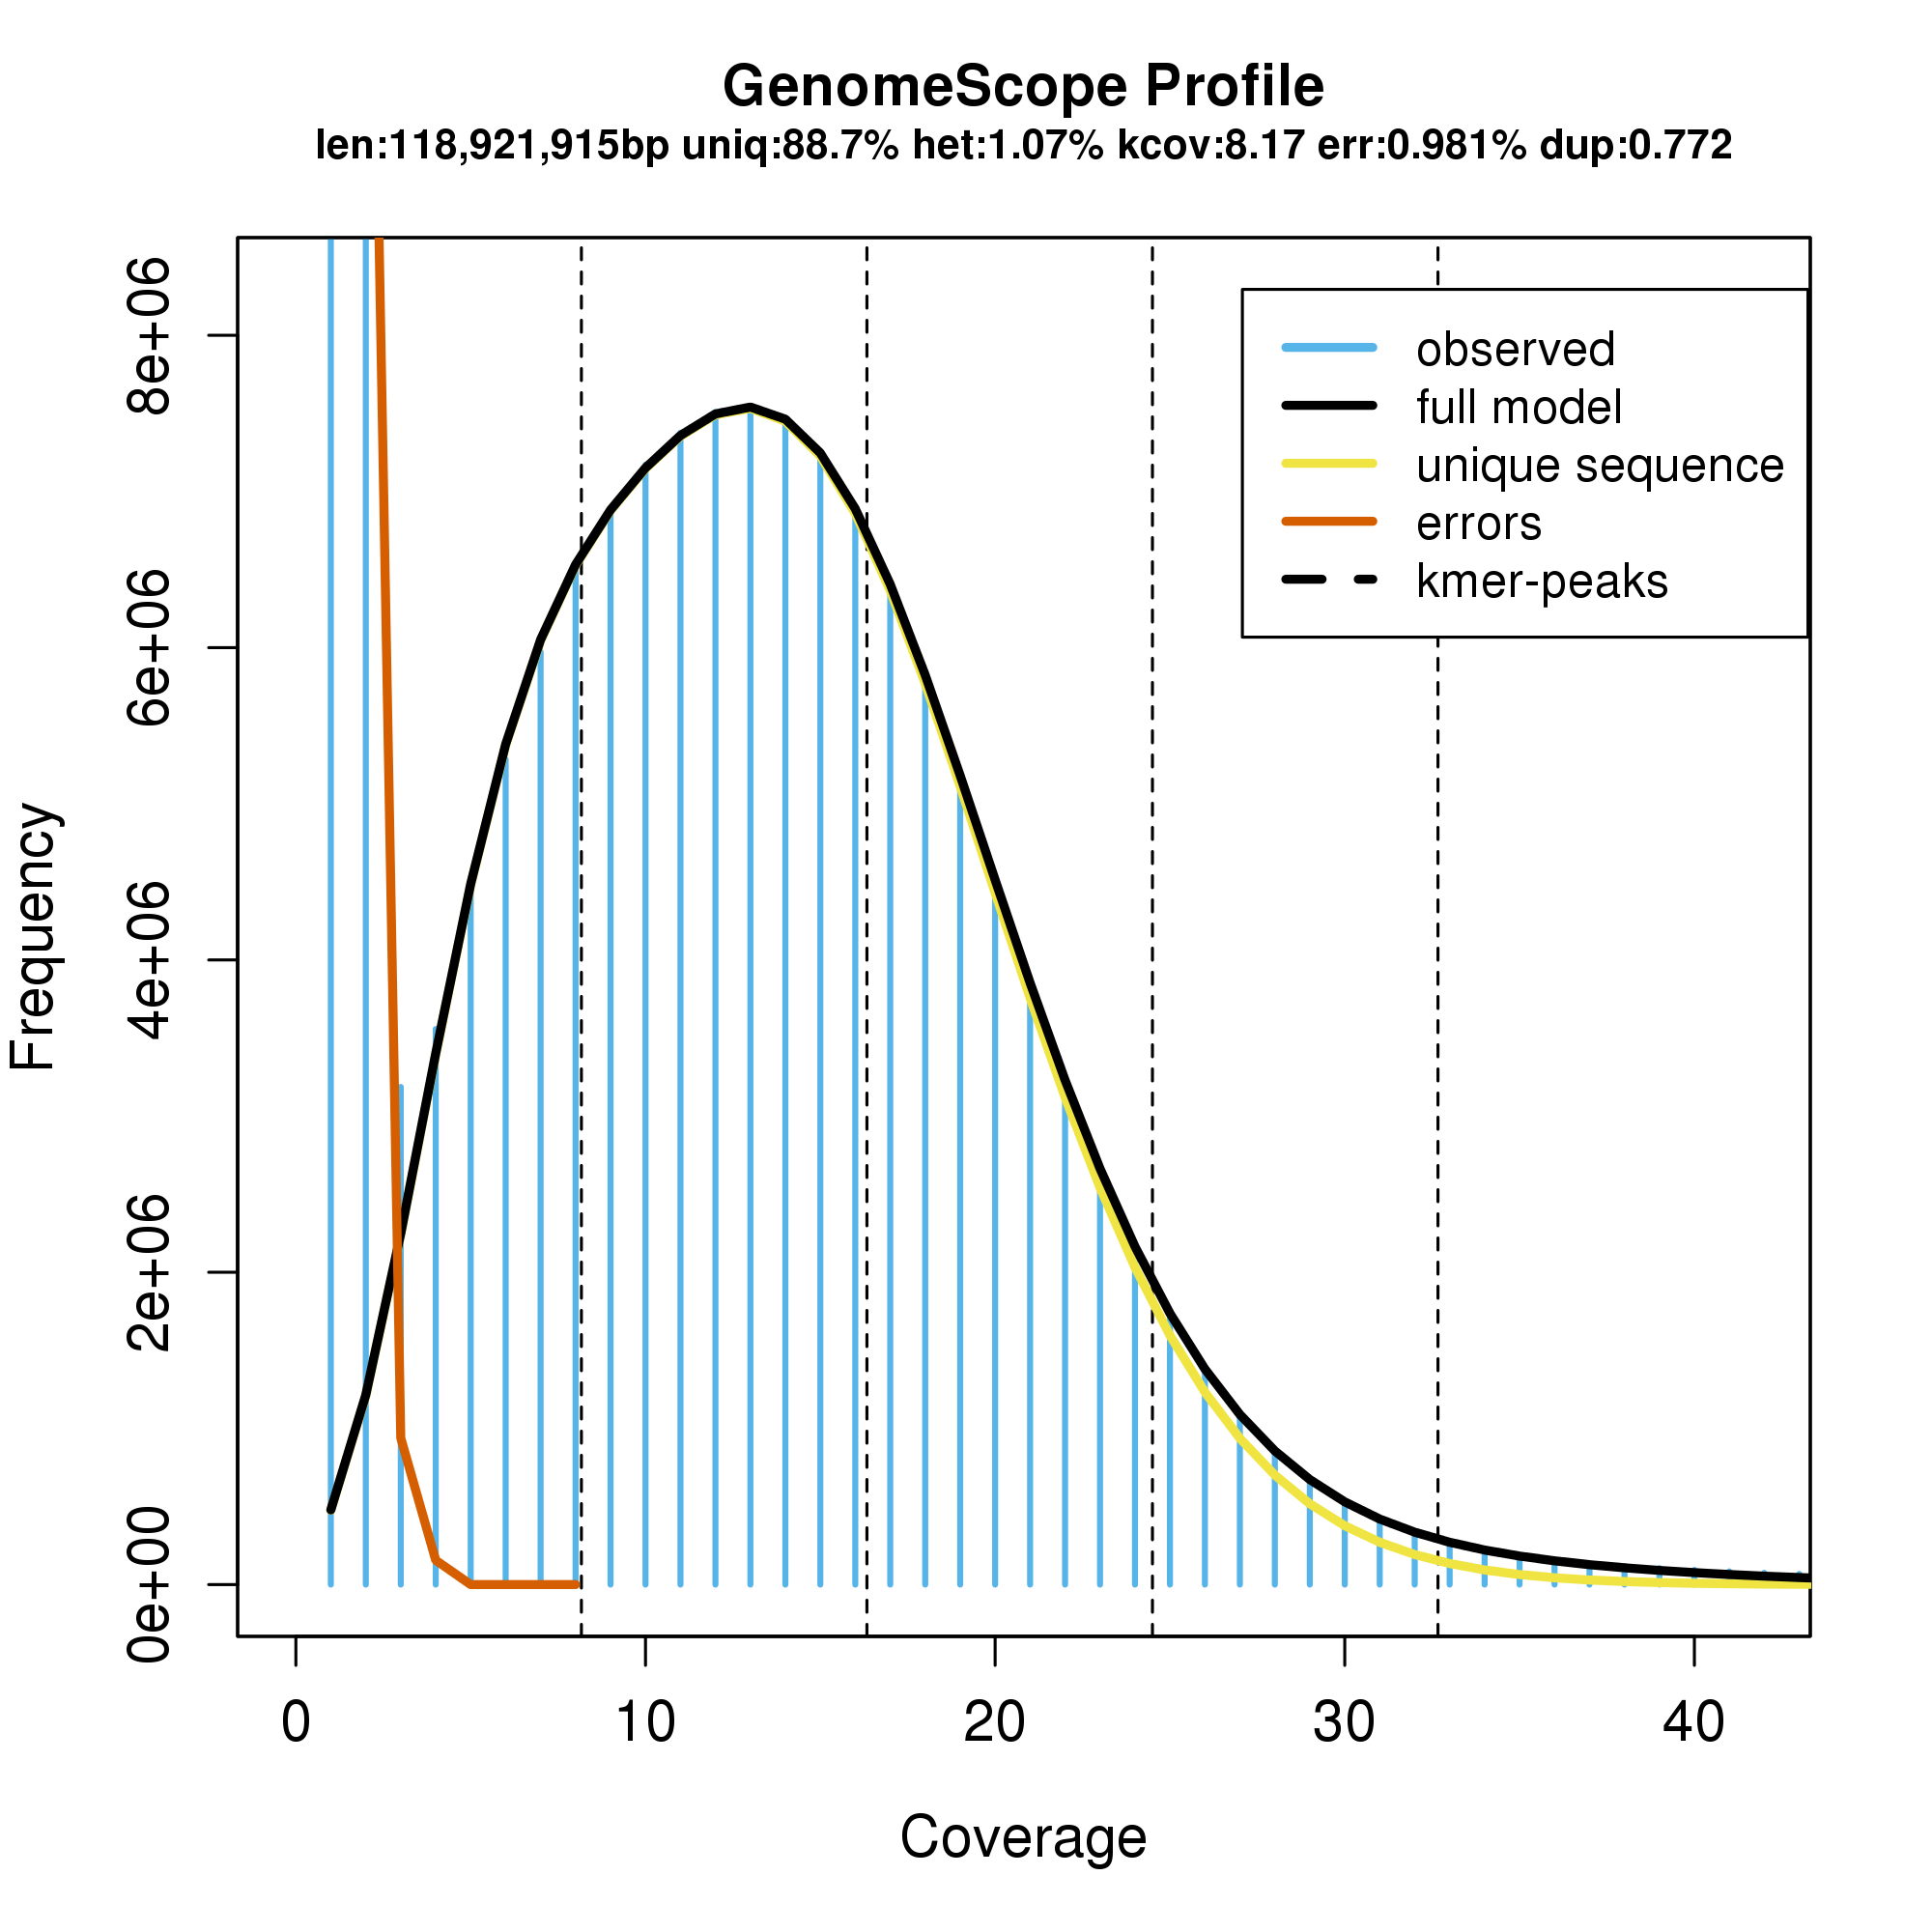 GenomeScope Profile
len:118,921,915bp uniq:88.7% het:1.07% kcov:8.17 err:0.981% dup:0.772
observed
full model
unique sequence
errors
kmer-peaks
Frequency
8e+06
6e+06
4e+06
2e+06
0e+00
0 10 20 30 40
Coverage